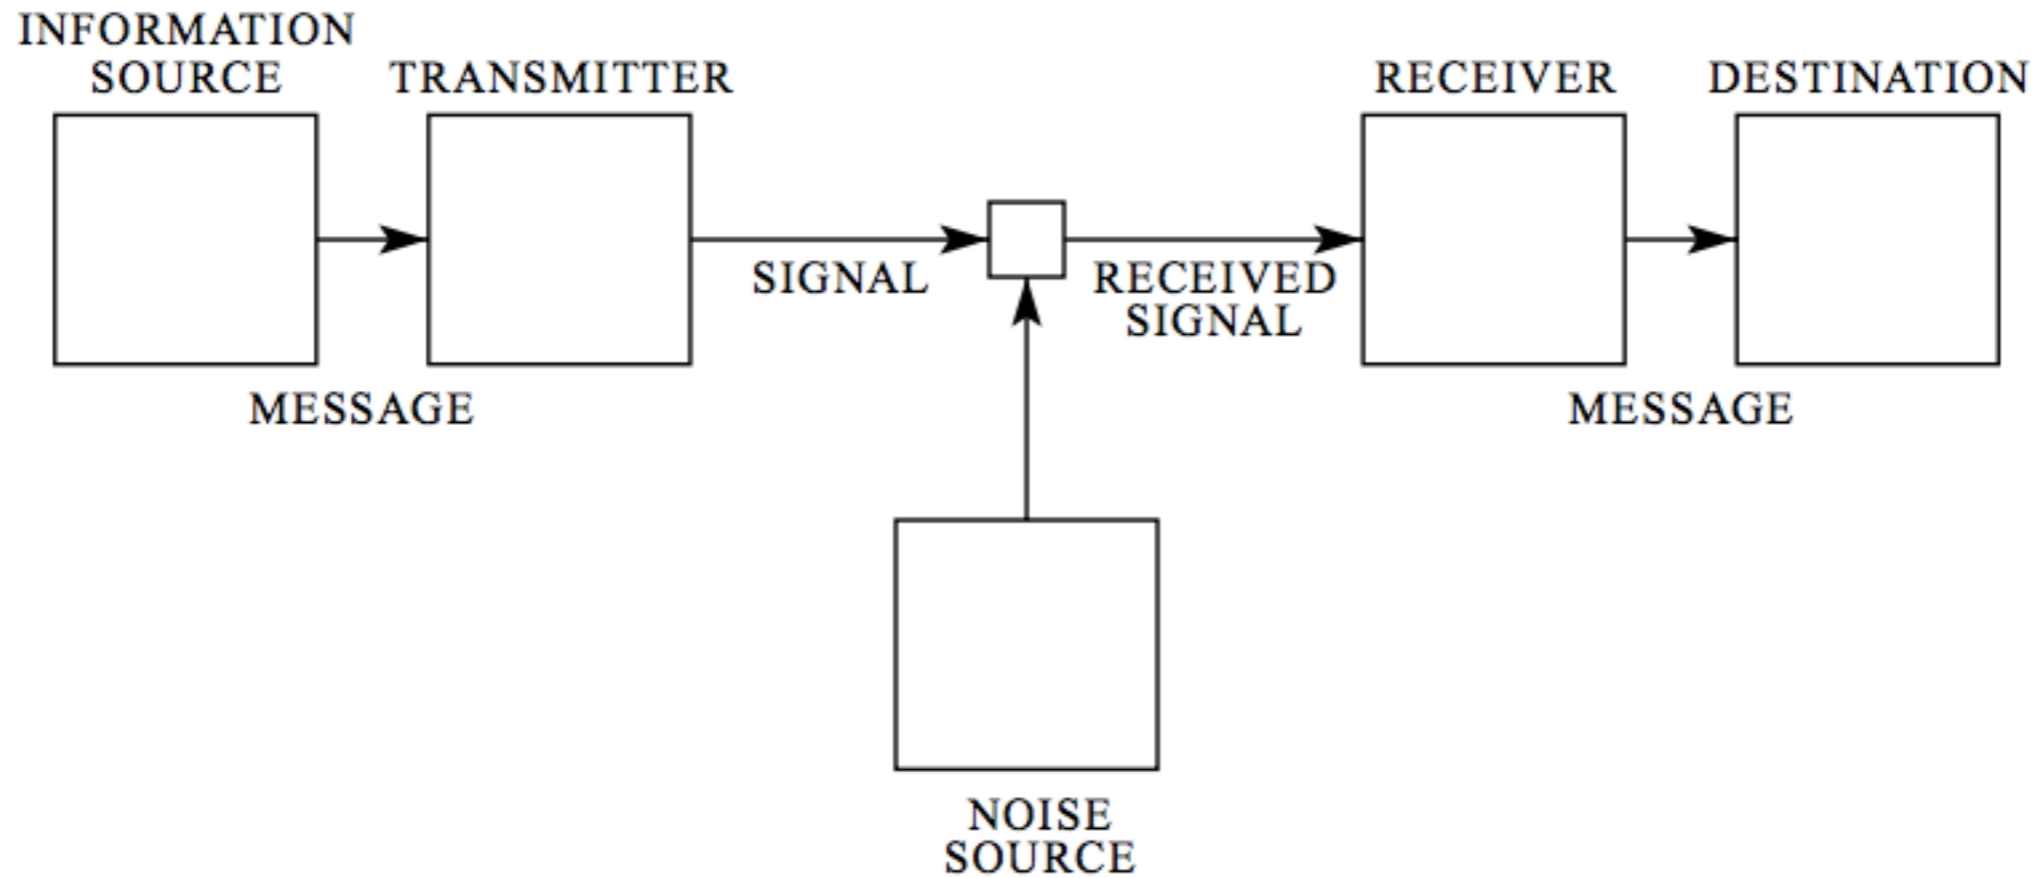 INFORMATION
SOURCE
TRANSMITTER
RECEIVER
DESTINATION
SIGNAL
RECEIVED
SIGNAL
MESSAGE
MESSAGE
NOISE
SOURCE